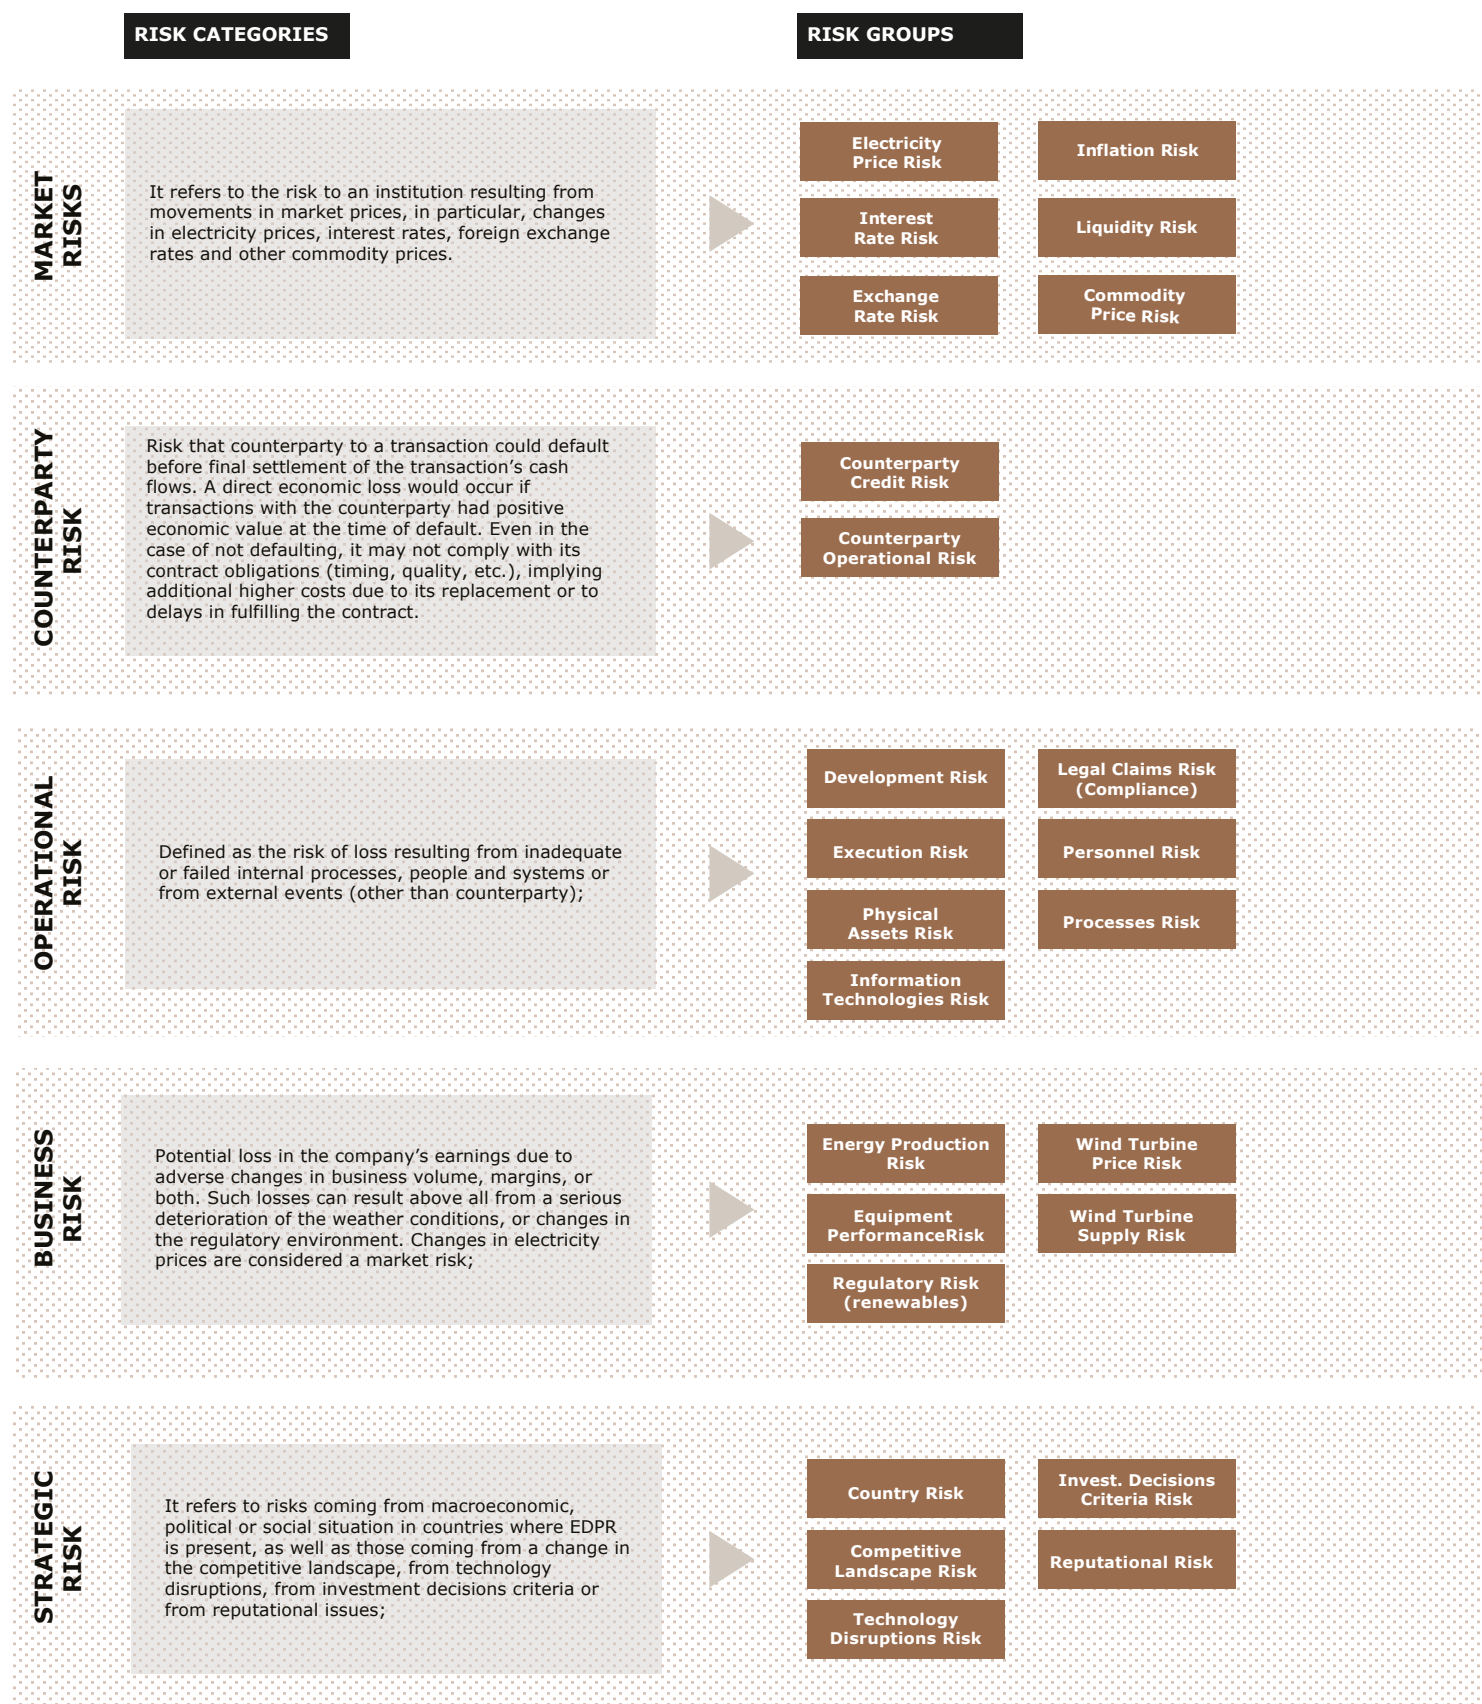 RISK CATEGORIES
RISK GROUPS
MARKET
RISKS
It refers to the risk to an institution resulting from
movements in market prices, in particular, changes
in electricity prices, interest rates, foreign exchange
rates and other commodity prices.
Electricity
Price Risk
Inflation Risk
Interest
Rate Risk
Liquidity Risk
Exchange
Rate Risk
Commodity
Price Risk
COUNTERPARTY
RISK
Risk that counterparty to a transaction could default
before final settlement of the transaction's cash
flows. A direct economic loss would occur if
transactions with the counterparty had positive
economic value at the time of default. Even in the
case of not defaulting, it may not comply with its
contract obligations (timing, quality, etc.), implying
additional higher costs due to its replacement or to
delays in fulfilling the contract.
Counterparty
Credit Risk
Counterparty
Operational Risk
OPERATIONAL
RISK
Defined as the risk of loss resulting from inadequate
or failed internal processes, people and systems or
from external events (other than counterparty);
Development Risk
Legal Claims Risk
(Compliance)
Execution Risk
Personnel Risk
Physical
Assets Risk
Processes Risk
Information
Technologies Risk
BUSINESS
RISK
Potential loss in the company's earnings due to
adverse changes in business volume, margins, or
both. Such losses can result above all from a serious
deterioration of the weather conditions, or changes in
the regulatory environment. Changes in electricity
prices are considered a market risk;
Energy Production
Risk
Wind Turbine
Price Risk
Equipment
PerformanceRisk
Wind Turbine
Supply Risk
Regulatory Risk
(renewables)
STRATEGIC
RISK
It refers to risks coming from macroeconomic,
political or social situation in countries where EDPR
is present, as well as those coming from a change in
the competitive landscape, from technology
disruptions, from investment decisions criteria or
from reputational issues;
Country Risk
Invest. Decisions
Criteria Risk
Competitive
Landscape Risk
Reputational Risk
Technology
Disruptions Risk